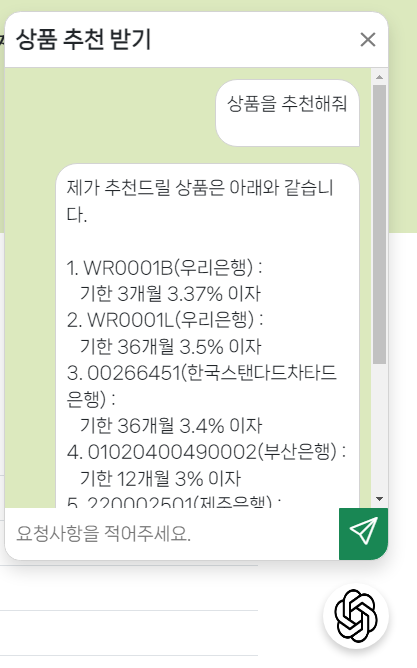 상품 추천 받기
상품을 추천해줘
제가 추천드릴 상품은 아래와 같습니
다.
1. WR0001B(우리은행) :
기한 3개월 3.37% 이자
2. WR0001L(우리은행) :
기한 36개월 3.5% 이자
3. 00266451(한국스탠다드차타드
은행) :
기한 36개월 3.4% 이자
4. 01020400490002(부산은행) :
기한 12개월 3% 이자
5. 220002501(제주은행) :
요청사항을 적어주세요.